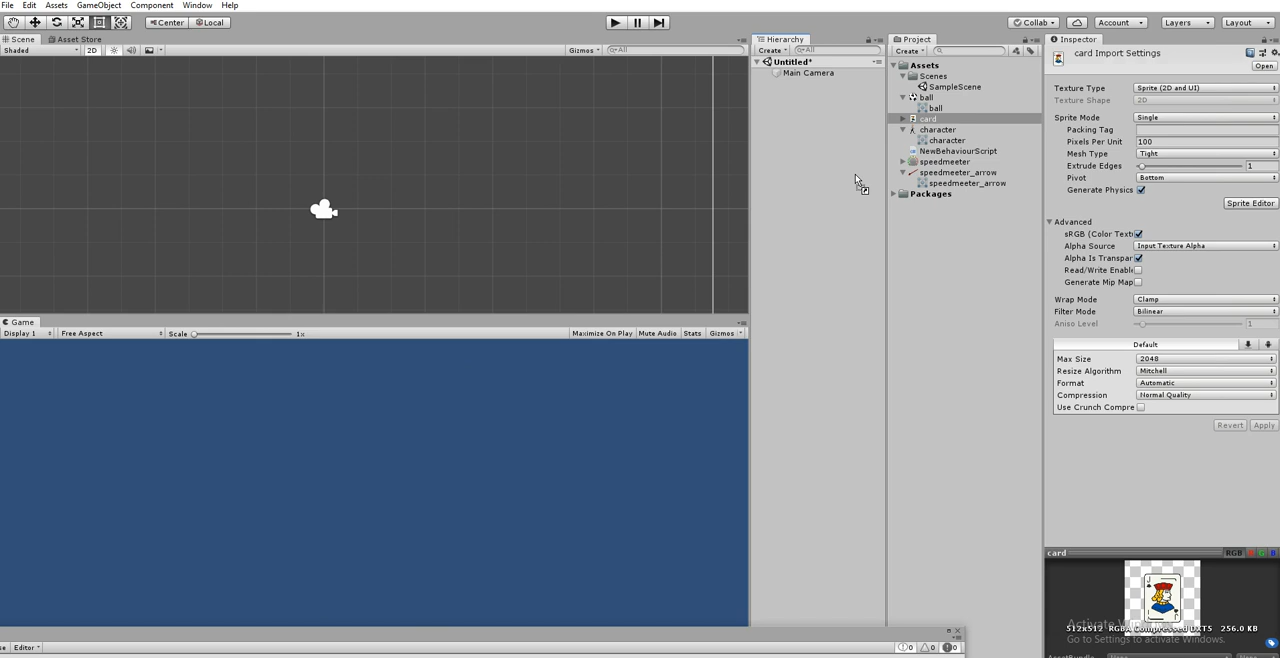 File Edit Assets GameObject Component Window Help
Center Local Collab Account Layers Layout
Scene Asset Store
Shaded 2D Gizmos All
Game
Display 1 Free Aspect Scale 1x Maximize On Play Mute Audio Stats Gizmos
Editor 0 0 0
Hierarchy
Create All
Untitled*
Main Camera
Project
Create
Assets
Scenes
SampleScene
ball
ball
card
character
character
NewBehaviourScript
speedmeeter
speedmeeter_arrow
speedmeeter_arrow
Packages
Inspector
card Import Settings
Open
Texture Type Sprite (2D and UI)
Texture Shape 2D
Sprite Mode Single
Packing Tag
Pixels Per Unit 100
Mesh Type Tight
Extrude Edges 1
Pivot Bottom
Generate Physics
Sprite Editor
Advanced
sRGB (Color Text
Alpha Source Input Texture Alpha
Alpha Is Transpar
Read/Write Enabl
Generate Mip Map
Wrap Mode Clamp
Filter Mode Bilinear
Aniso Level 1
Default
Max Size 2048
Resize Algorithm Mitchell
Format Automatic
Compression Normal Quality
Use Crunch Compre
Revert Apply
card RGB R G B
J
Activate Windows
512x512 RGBA Compressed DXT5 256.0 KB
Go to Settings to activate Windows.